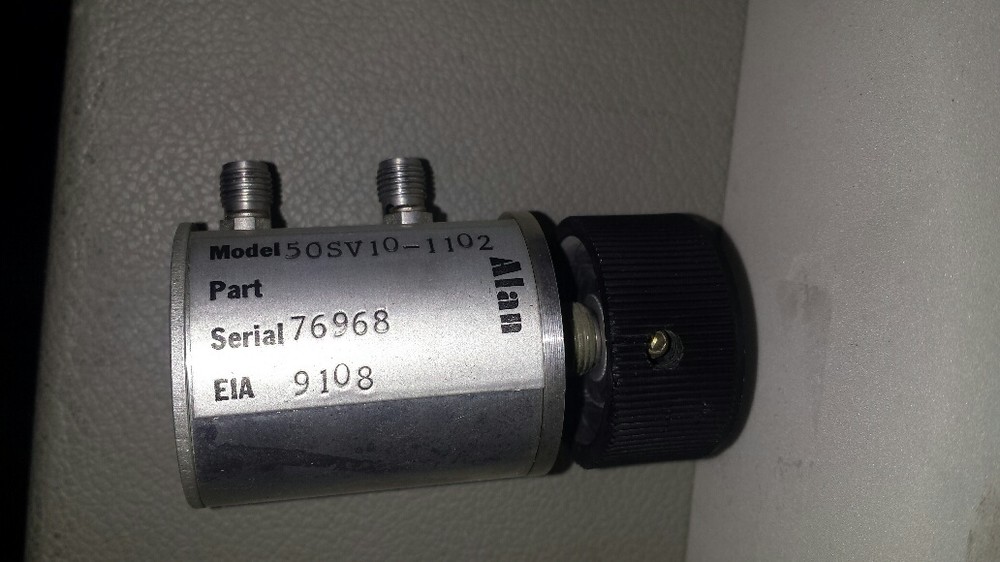 Model 50SV10-1102
Part
Serial 76968
EIA 9108
Alan